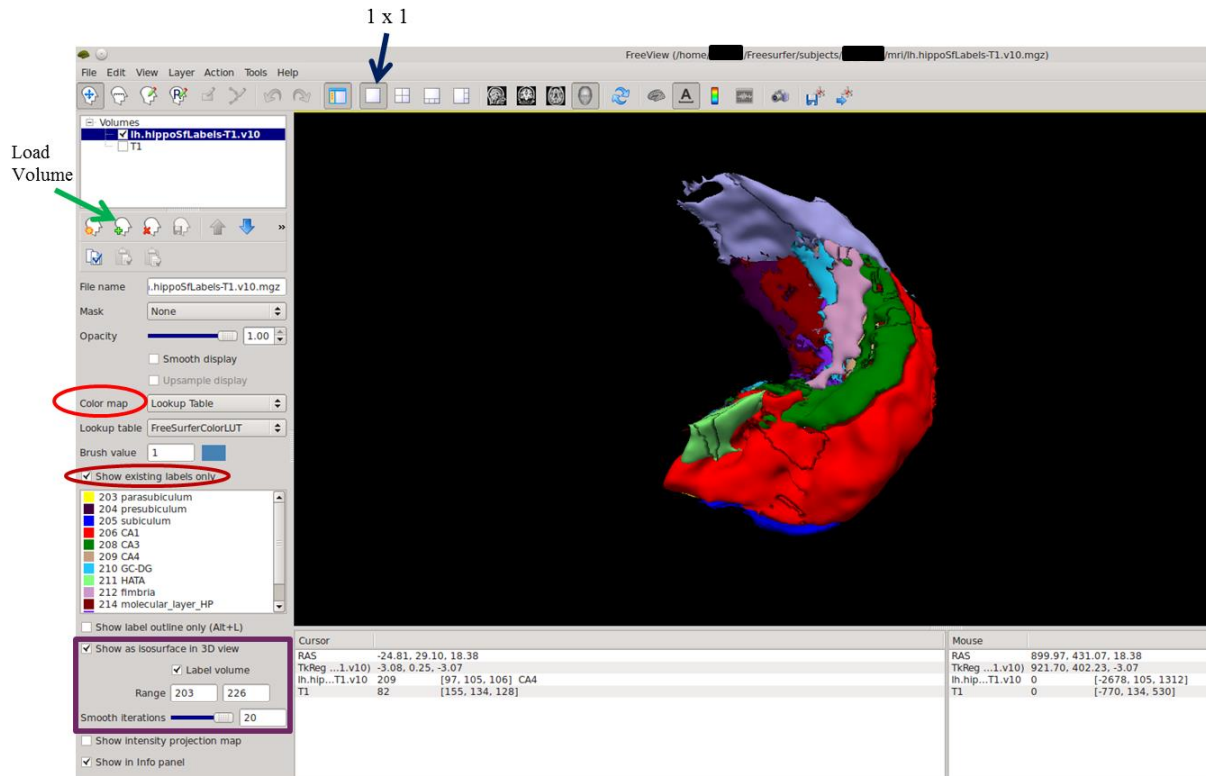 1 x 1
FreeView (/home/ /Freesurfer/subjects/ /mri/lh.hippoSfLabels-T1.v10.mgz)
File Edit View Layer Action Tools Help
Load
Volume
Volumes
lh.hippoSfLabels-T1.v10
T1
»
File name .hippoSfLabels-T1.v10.mgz
Mask None
Opacity 1.00
Smooth display
Upsample display
Color map Lookup Table
Lookup table FreeSurferColorLUT
Brush value 1
Show existing labels only
203 parasubiculum
204 presubiculum
205 subiculum
206 CA1
208 CA3
209 CA4
210 GC-DG
211 HATA
212 fimbria
214 molecular_layer_HP
Show label outline only (Alt+L)
Show as isosurface in 3D view
Label volume
Range 203 226
Smooth iterations 20
Show intensity projection map
Show in Info panel
Cursor
RAS -24.81, 29.10, 18.38
TkReg ...1.v10) -3.08, 0.25, -3.07
lh.hip...T1.v10 209 [97, 105, 106] CA4
T1 82 [155, 134, 128]
Mouse
RAS 899.97, 431.07, 18.38
TkReg ...1.v10) 921.70, 402.23, -3.07
lh.hip...T1.v10 0 [-2678, 105, 1312]
T1 0 [-770, 134, 530]